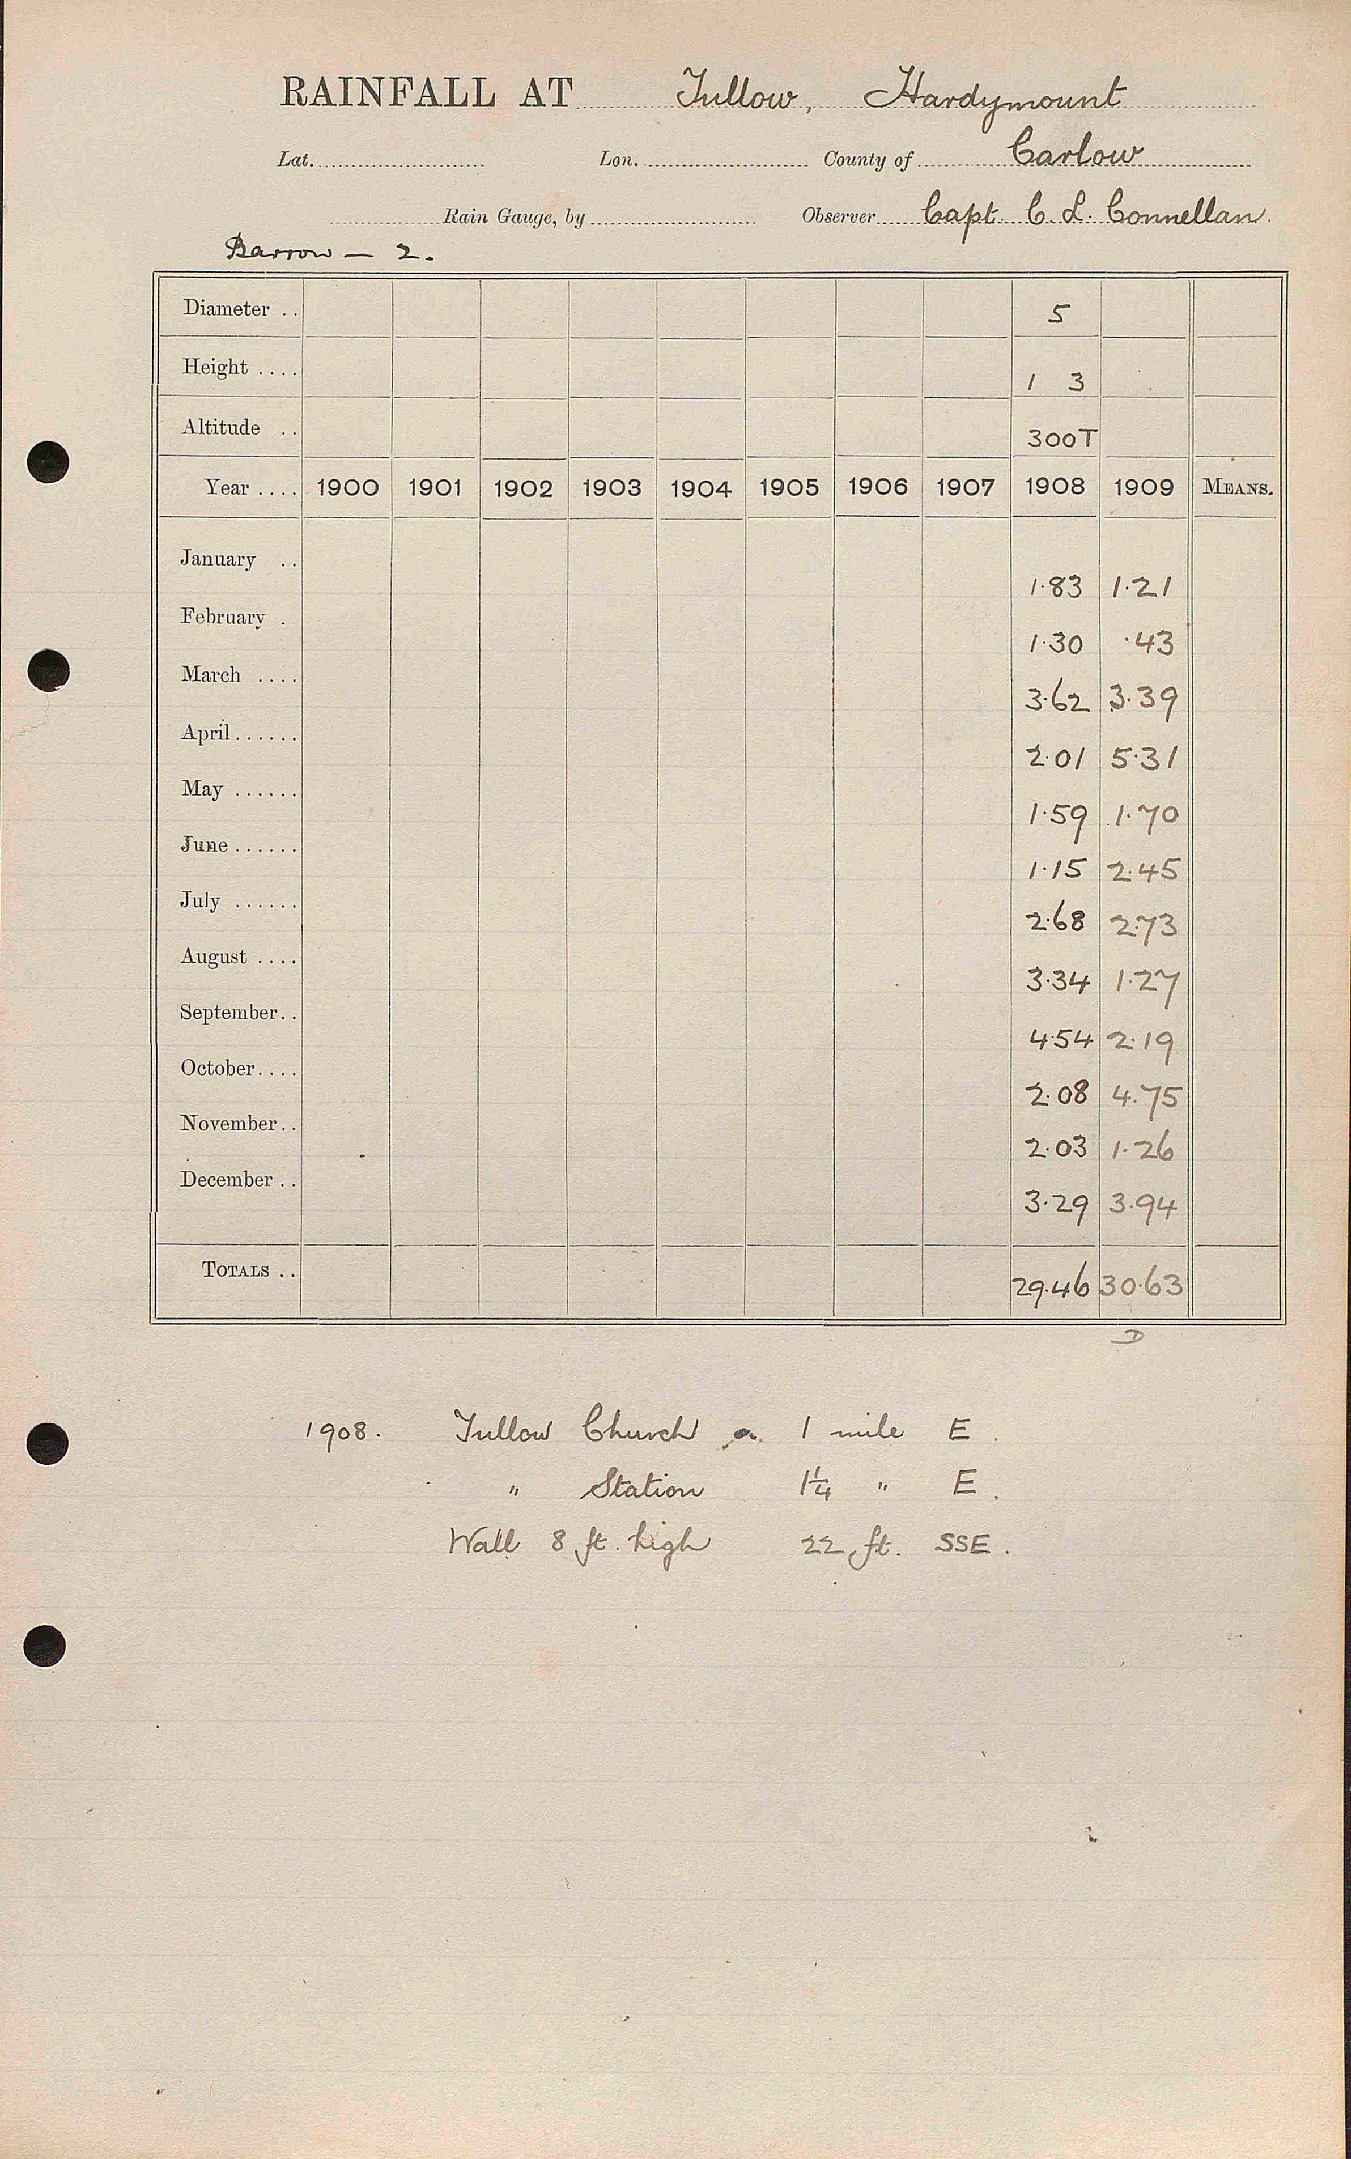 RAINFALL AT Tullow, Hardymount
Lat. Lon. County of Carlow
Rain Gauge, by Observer Capt. C. L. Connellan.
Barrow — 2.
Diameter .. 5
Height .... 1 3
Altitude .. 300T
Year .... 1900 1901 1902 1903 1904 1905 1906 1907 1908 1909 MEANS.
January .. 1.83 1.21
February . 1.30 .43
March .... 3.62 3.39
April...... 2.01 5.31
May ...... 1.59 1.70
June...... 1.15 2.45
July ...... 2.68 2.73
August .... 3.34 1.27
September.. 4.54 2.19
October.... 2.08 4.75
November.. 2.03 1.26
December.. 3.29 3.94
TOTALS .. 29.46 30.63
D
1908. Tullow Church 1 mile E.
" Station 1¼ " E.
Wall 8 ft. high 22 ft. SSE.